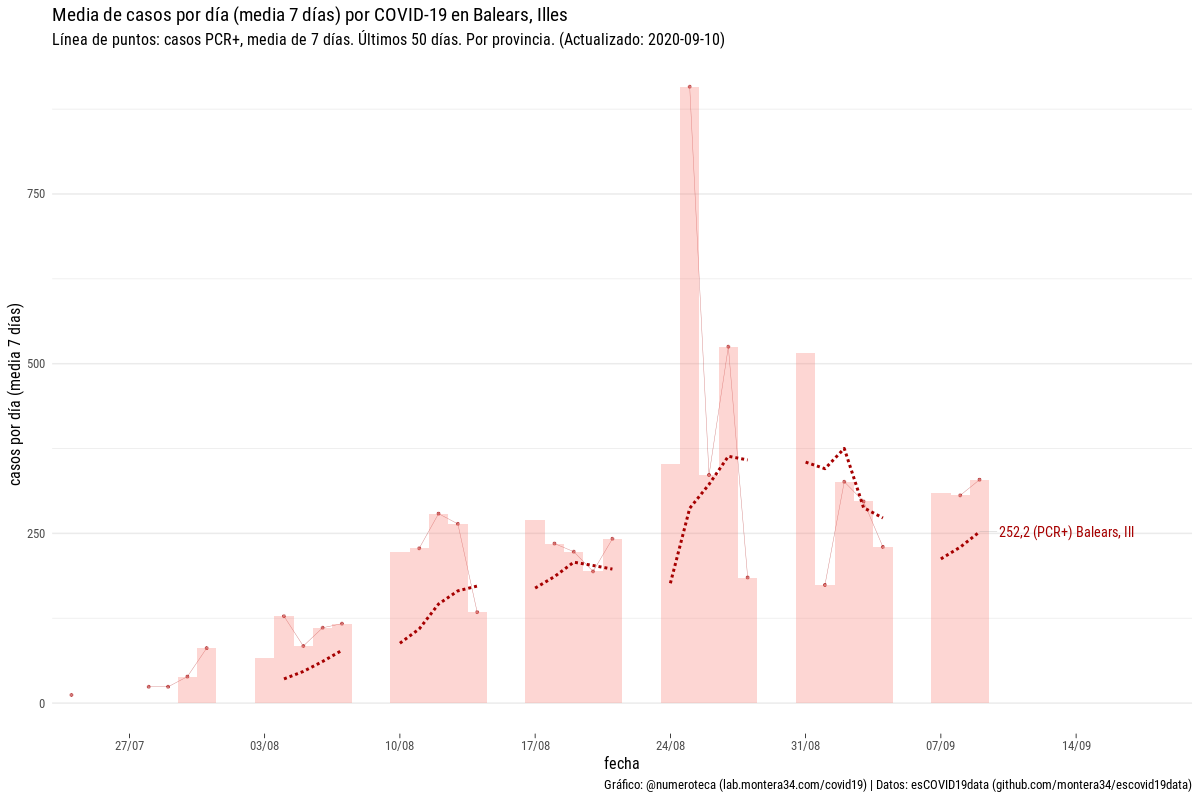 Media de casos por día (media 7 días) por COVID-19 en Balears, Illes
Línea de puntos: casos PCR+, media de 7 días. Últimos 50 días. Por provincia. (Actualizado: 2020-09-10)
casos por día (media 7 días)
750
500
250
0
252,2 (PCR+) Balears, Ill
27/07
03/08
10/08
17/08
24/08
31/08
07/09
14/09
fecha
Gráfico: @numeroteca (lab.montera34.com/covid19) | Datos: esCOVID19data (github.com/montera34/escovid19data)